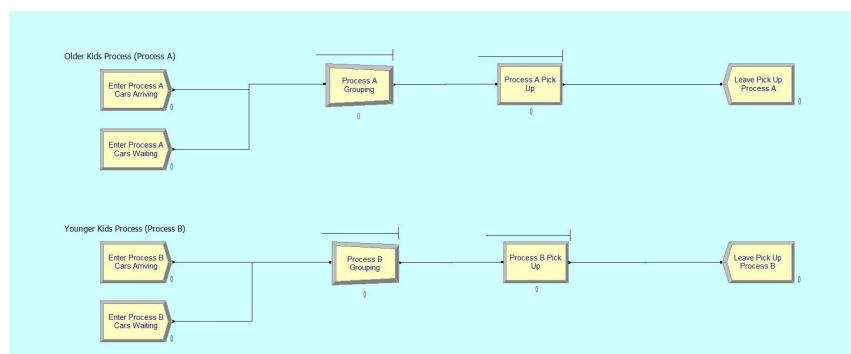 Older Kids Process (Process A)
Enter Process A
Cars Arriving
0
Process A
Grouping
0
Process A Pick
Up
0
Leave Pick Up
Process A
0
Enter Process A
Cars Waiting
0
Younger Kids Process (Process B)
Enter Process B
Cars Arriving
0
Process B
Grouping
0
Process B Pick
Up
0
Leave Pick Up
Process B
0
Enter Process B
Cars Waiting
0